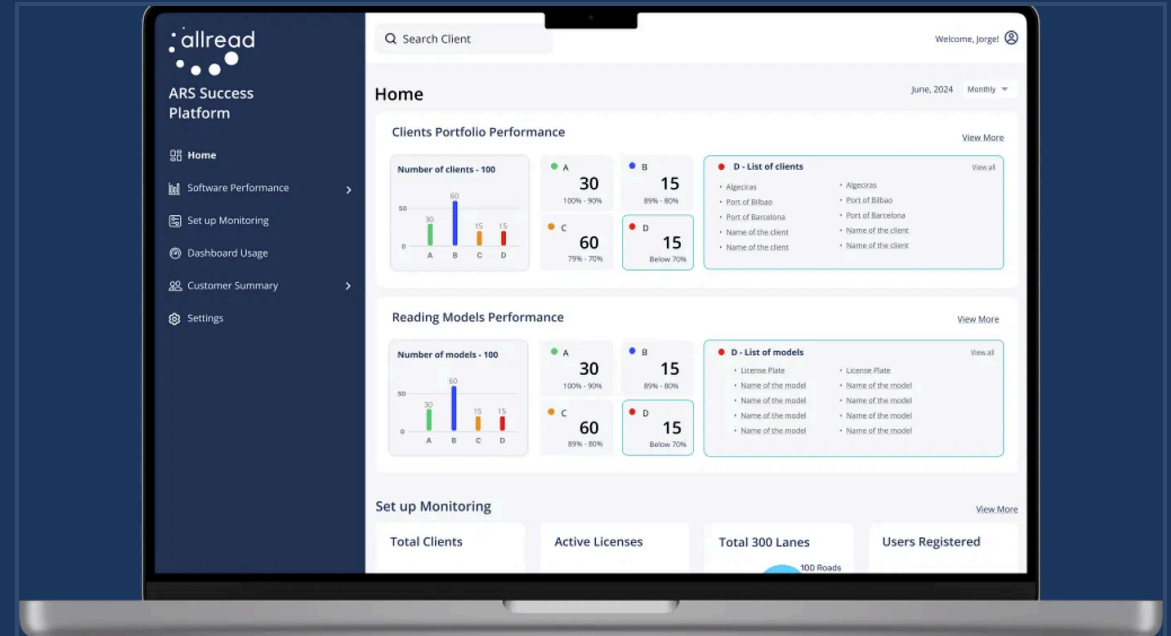 allread
ARS Success
Platform
Home
Software Performance
Set up Monitoring
Dashboard Usage
Customer Summary
Settings
Search Client
Welcome, Jorge!
Home
June, 2024 Monthly
Clients Portfolio Performance
View More
Number of clients - 100
60
50
30 15 15
0
A B C D
A
30
100% - 90%
B
15
89% - 80%
C
60
79% - 70%
D
15
Below 70%
D - List of clients
View all
• Algeciras
• Port of Bilbao
• Port of Barcelona
• Name of the client
• Name of the client
• Algeciras
• Port of Bilbao
• Port of Barcelona
• Name of the client
• Name of the client
Reading Models Performance
View More
Number of models - 100
60
50
30 15 15
0
A B C D
A
30
100% - 90%
B
15
89% - 80%
C
60
89% - 80%
D
15
Below 70%
D - List of models
View all
• License Plate
• Name of the model
• Name of the model
• Name of the model
• Name of the model
• License Plate
• Name of the model
• Name of the model
• Name of the model
• Name of the model
Set up Monitoring
View More
Total Clients
Active Licenses
Total 300 Lanes
100 Roads
Users Registered